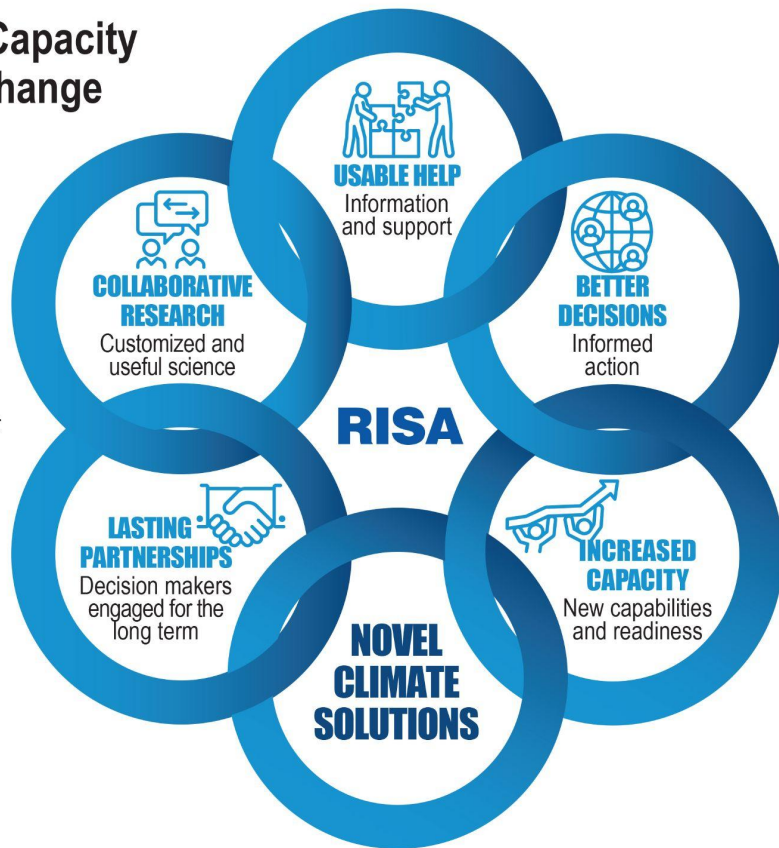 Capacity
hange
USABLE HELP
Information
and support
COLLABORATIVE
RESEARCH
Customized and
useful science
BETTER
DECISIONS
Informed
action
RISA
LASTING
PARTNERSHIPS
Decision makers
engaged for the
long term
INCREASED
CAPACITY
New capabilities
and readiness
NOVEL
CLIMATE
SOLUTIONS